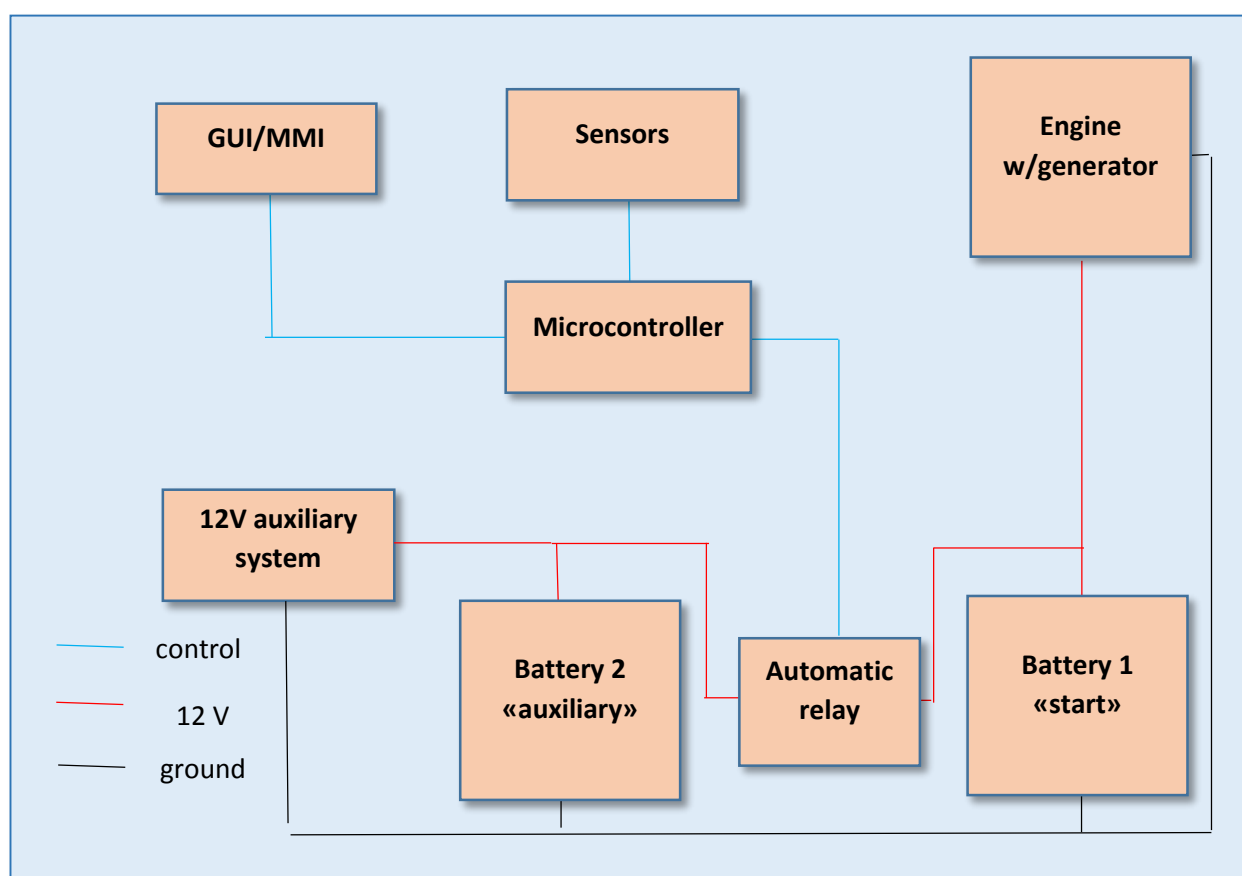 GUI/MMI
Sensors
Engine
w/generator
Microcontroller
12V auxiliary
system
Battery 2
«auxiliary»
Automatic
relay
Battery 1
«start»
control
12 V
ground